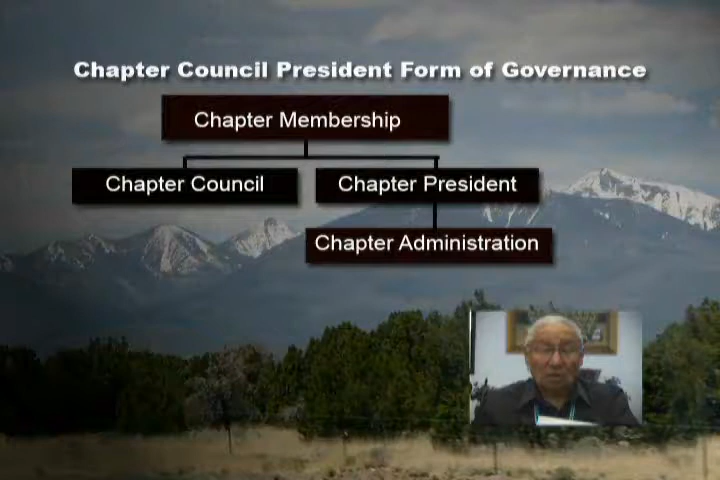 Chapter Council President Form of Governance
Chapter Membership
Chapter Council
Chapter President
Chapter Administration